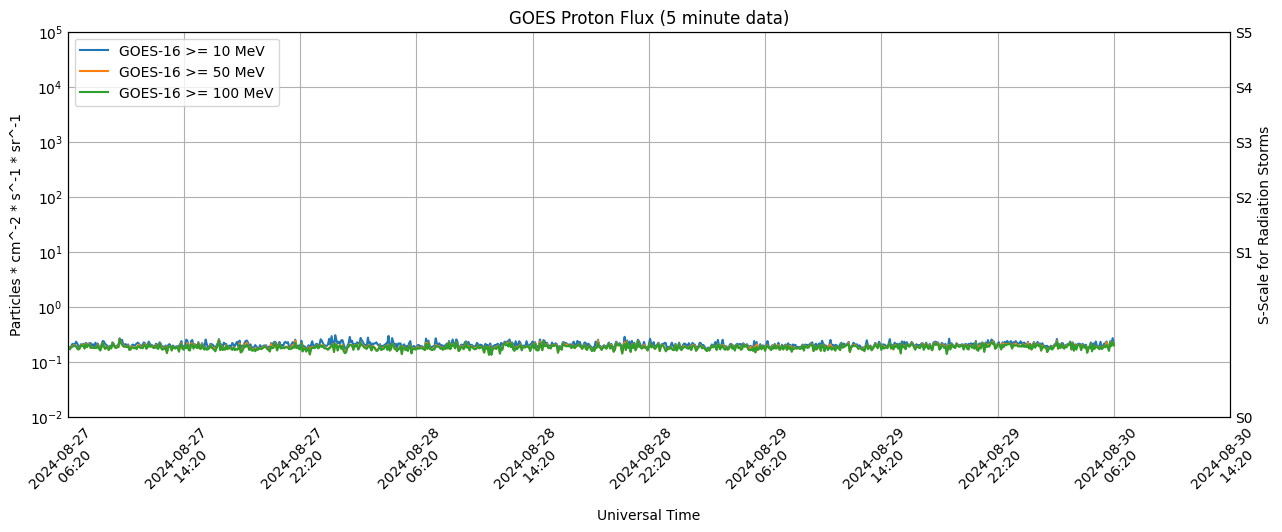 GOES Proton Flux (5 minute data)
GOES-16 >= 10 MeV
GOES-16 >= 50 MeV
GOES-16 >= 100 MeV
Particles * cm^-2 * s^-1 * sr^-1
10^5
10^4
10^3
10^2
10^1
10^0
10^-1
10^-2
S5
S4
S3
S2
S1
S0
S-Scale for Radiation Storms
2024-08-27
06:20
2024-08-27
14:20
2024-08-27
22:20
2024-08-28
06:20
2024-08-28
14:20
2024-08-28
22:20
2024-08-29
06:20
2024-08-29
14:20
2024-08-29
22:20
2024-08-30
06:20
2024-08-30
14:20
Universal Time